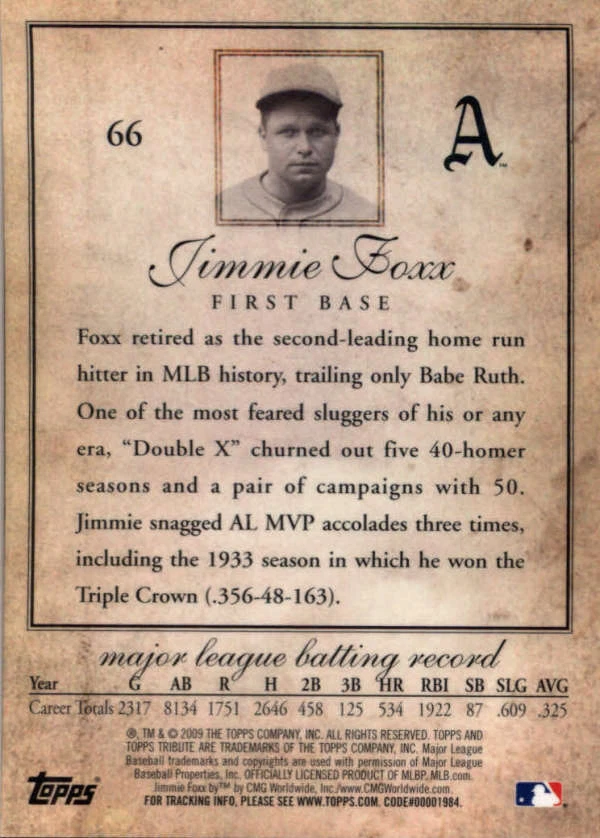 66
A
Jimmie Foxx
FIRST BASE
Foxx retired as the second-leading home run
hitter in MLB history, trailing only Babe Ruth.
One of the most feared sluggers of his or any
era, “Double X” churned out five 40-homer
seasons and a pair of campaigns with 50.
Jimmie snagged AL MVP accolades three times,
including the 1933 season in which he won the
Triple Crown (.356-48-163).
major league batting record
Year G AB R H 2B 3B HR RBI SB SLG AVG
Career Totals 2317 8134 1751 2646 458 125 534 1922 87 .609 .325
®, TM & © 2009 THE TOPPS COMPANY, INC. ALL RIGHTS RESERVED. TOPPS AND
TOPPS TRIBUTE ARE TRADEMARKS OF THE TOPPS COMPANY, INC. Major League
Baseball trademarks and copyrights are used with permission of Major League
Baseball Properties, Inc. OFFICIALLY LICENSED PRODUCT OF MLBP. MLB.com.
Jimmie Foxx by™ by CMG Worldwide, Inc./www.CMGWorldwide.com
FOR TRACKING INFO, PLEASE SEE WWW.TOPPS.COM. CODE#00001984.
topps